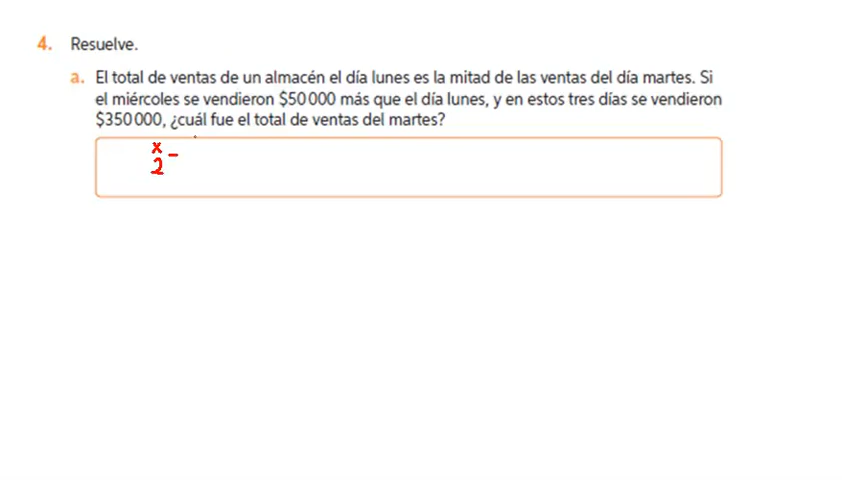 4. Resuelve.
a. El total de ventas de un almacén el día lunes es la mitad de las ventas del día martes. Si
el miércoles se vendieron $50 000 más que el día lunes, y en estos tres días se vendieron
$350 000, ¿cuál fue el total de ventas del martes?
x
2 -